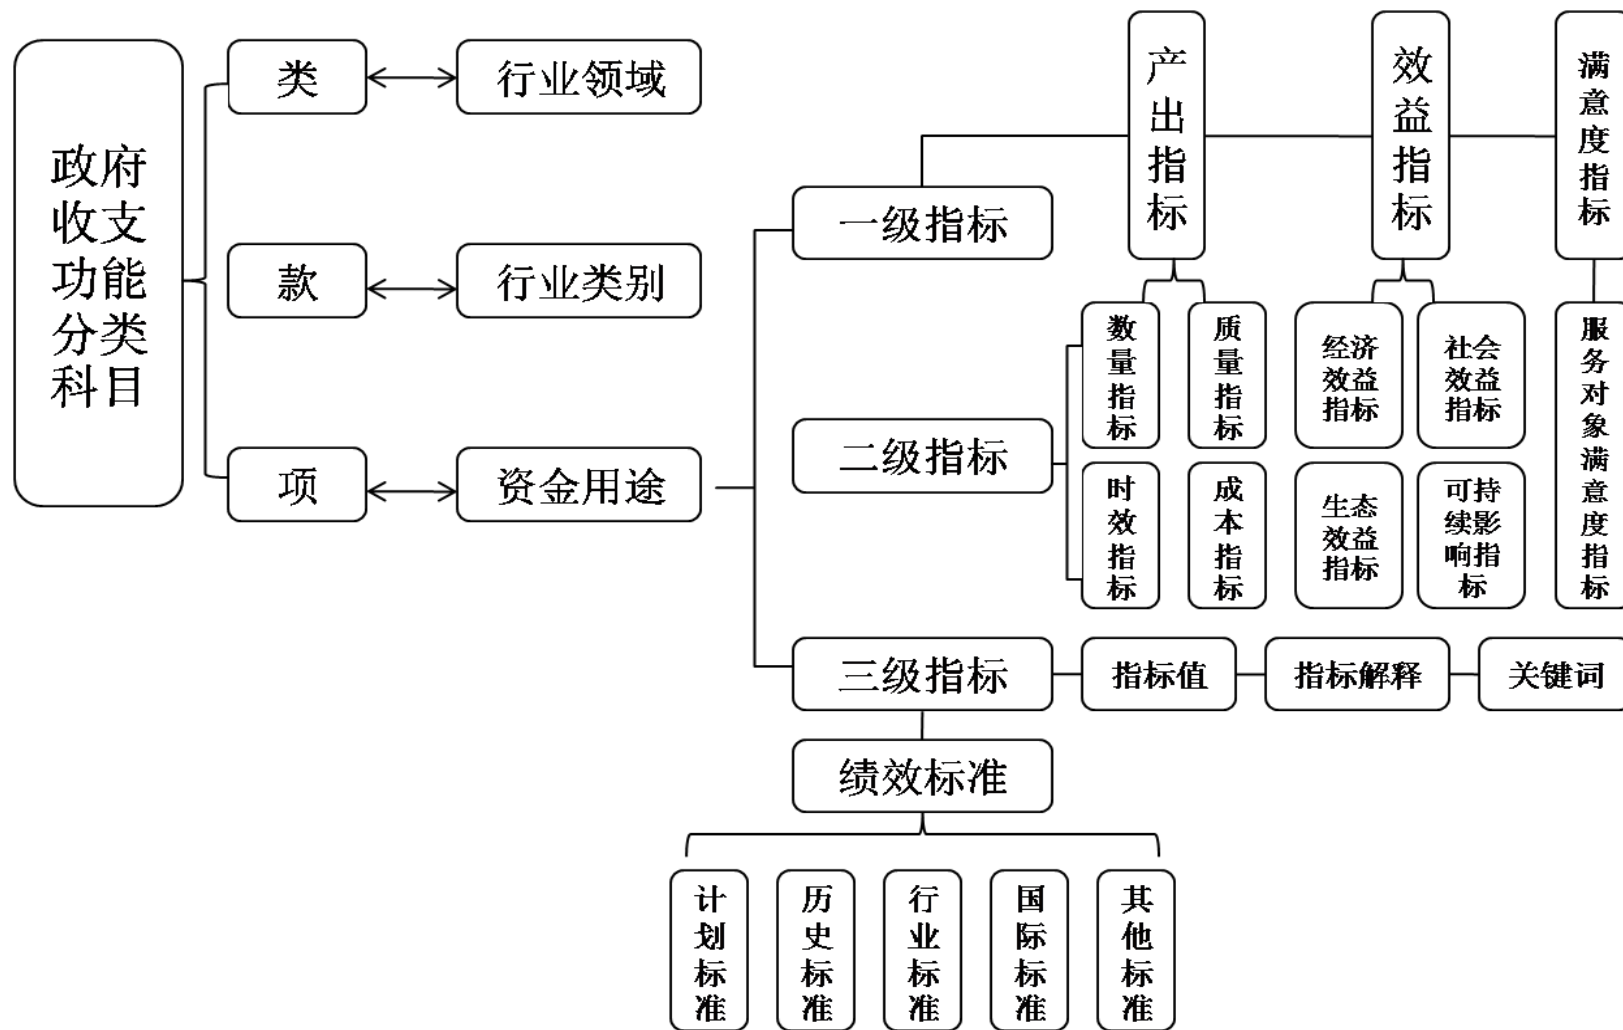 政府
收支
功能
分类
科目
类
行业领域
款
行业类别
项
资金用途
一级指标
产出指标
效益指标
满意度指标
二级指标
数量指标
质量指标
时效指标
成本指标
经济
效益
指标
社会
效益
指标
生态
效益
指标
可持
续影
响指
标
服务对象满意度指标
三级指标
指标值
指标解释
关键词
绩效标准
计划标准
历史标准
行业标准
国际标准
其他标准